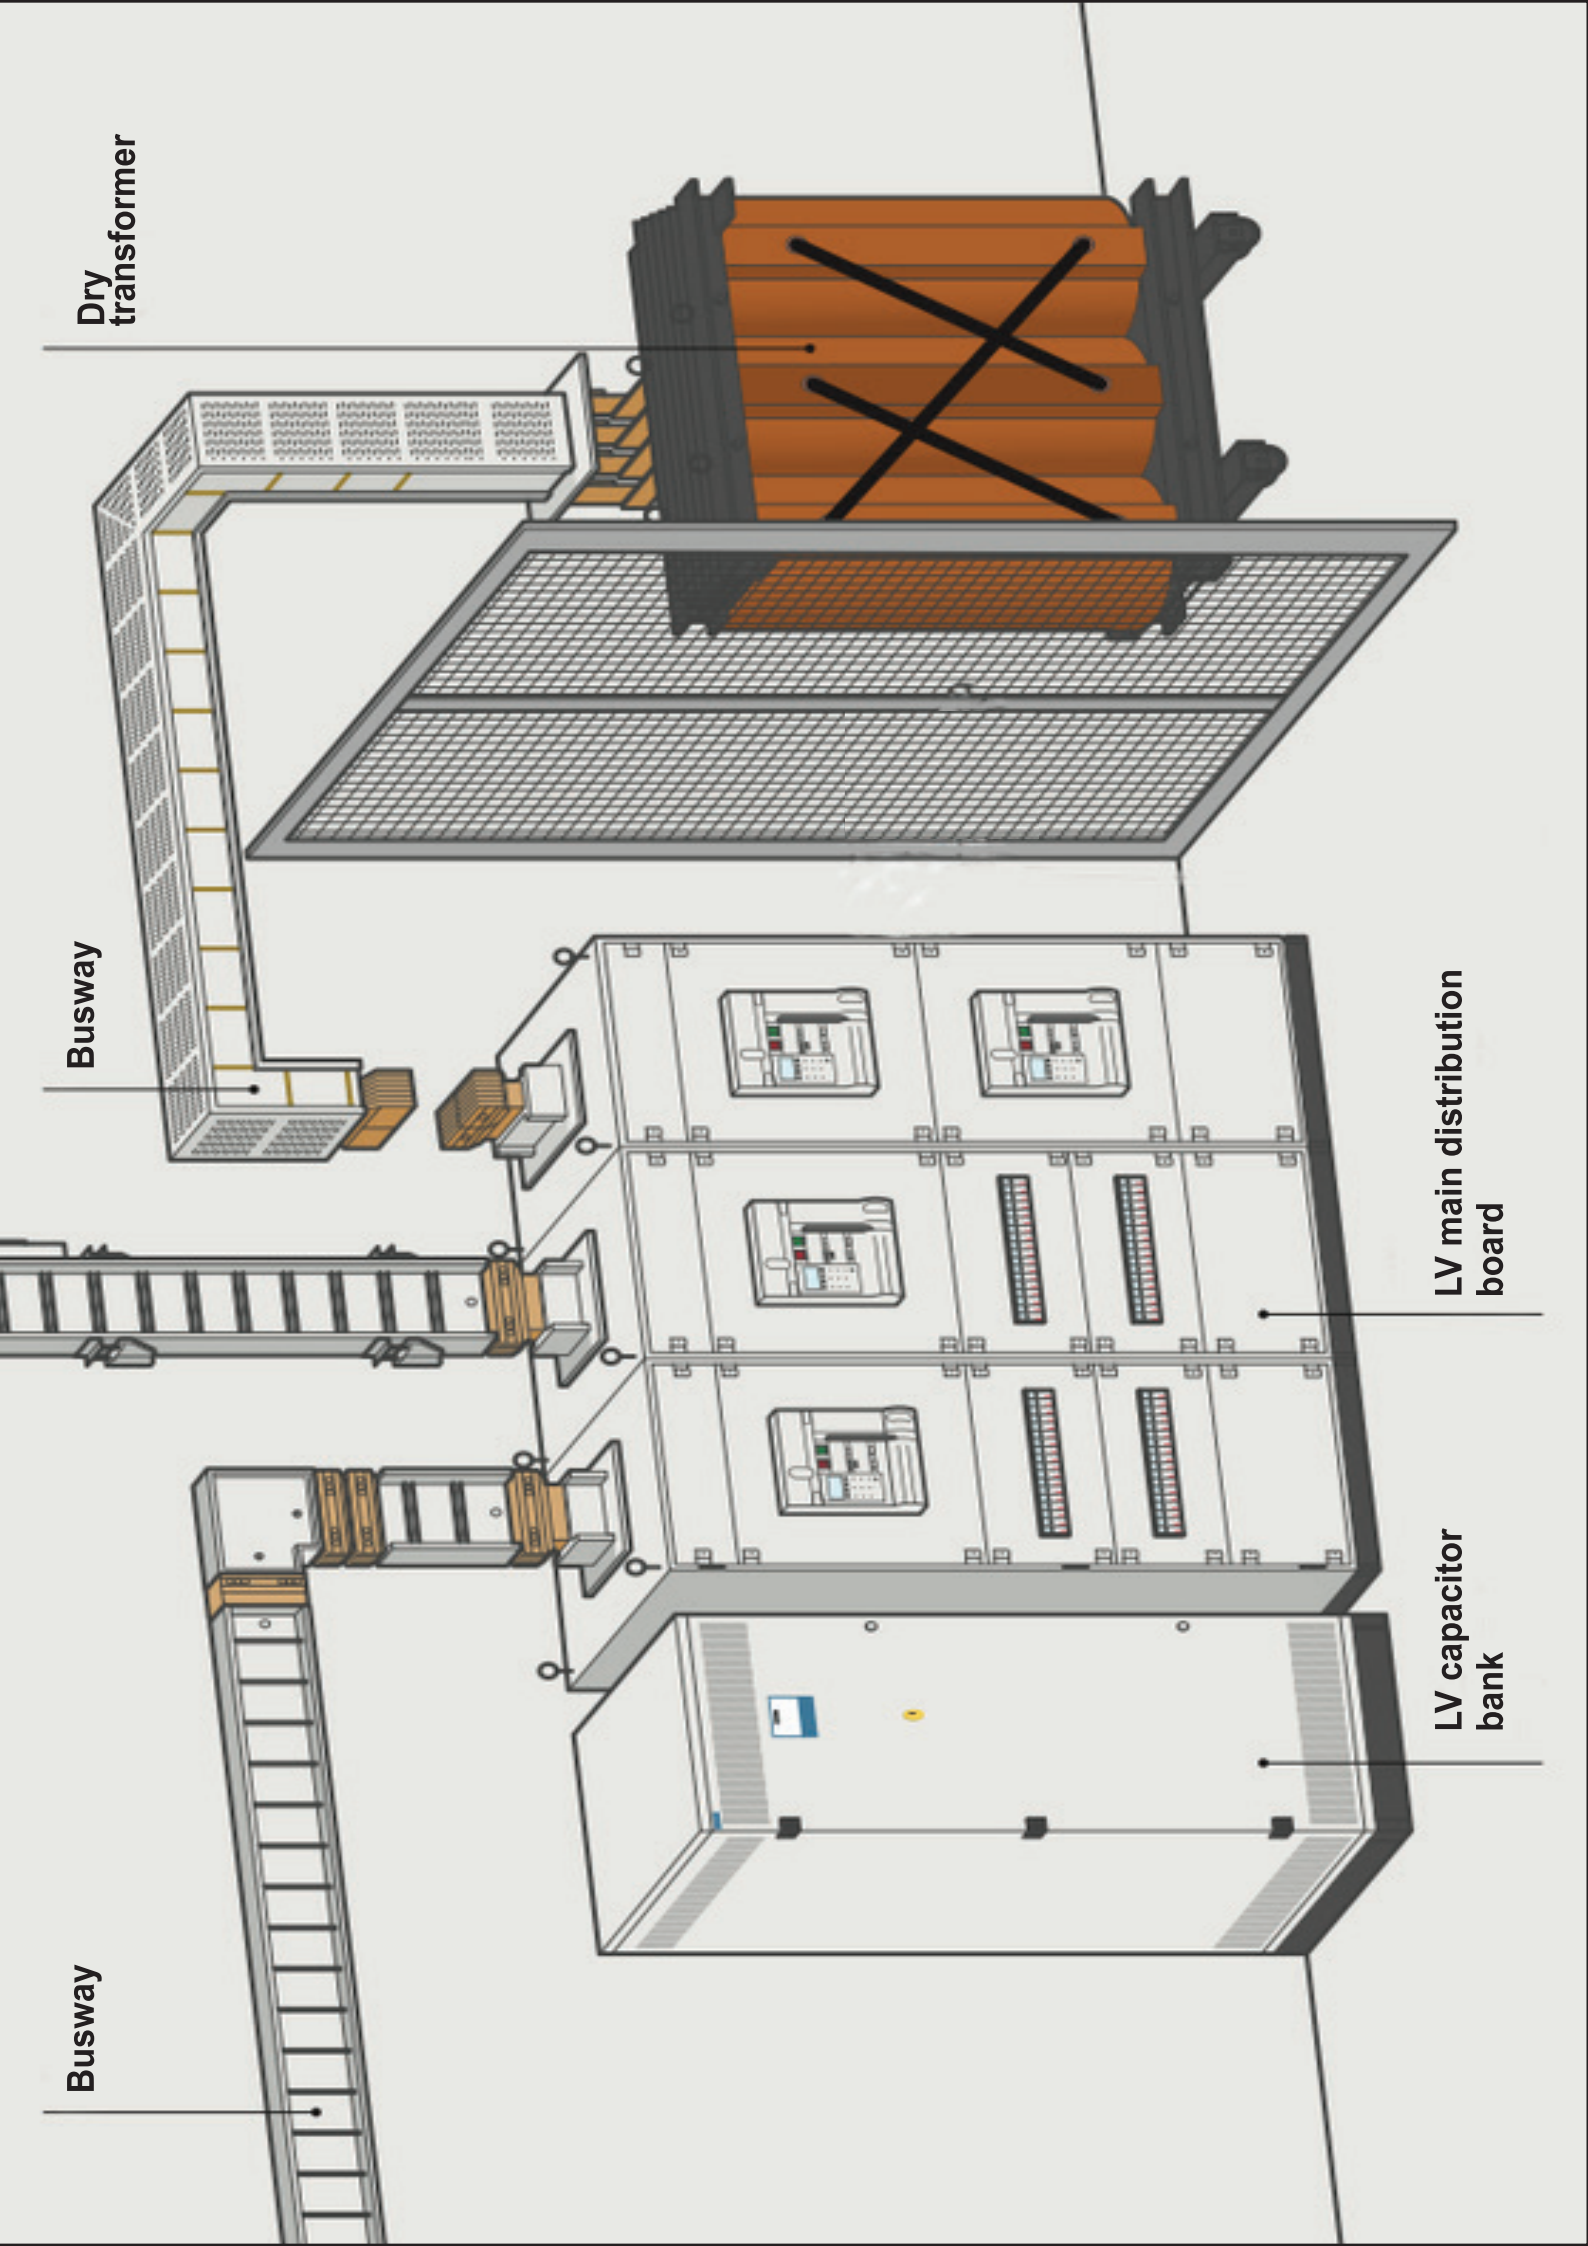 Busway
Busway
Dry
transformer
LV capacitor
bank
LV main distribution
board